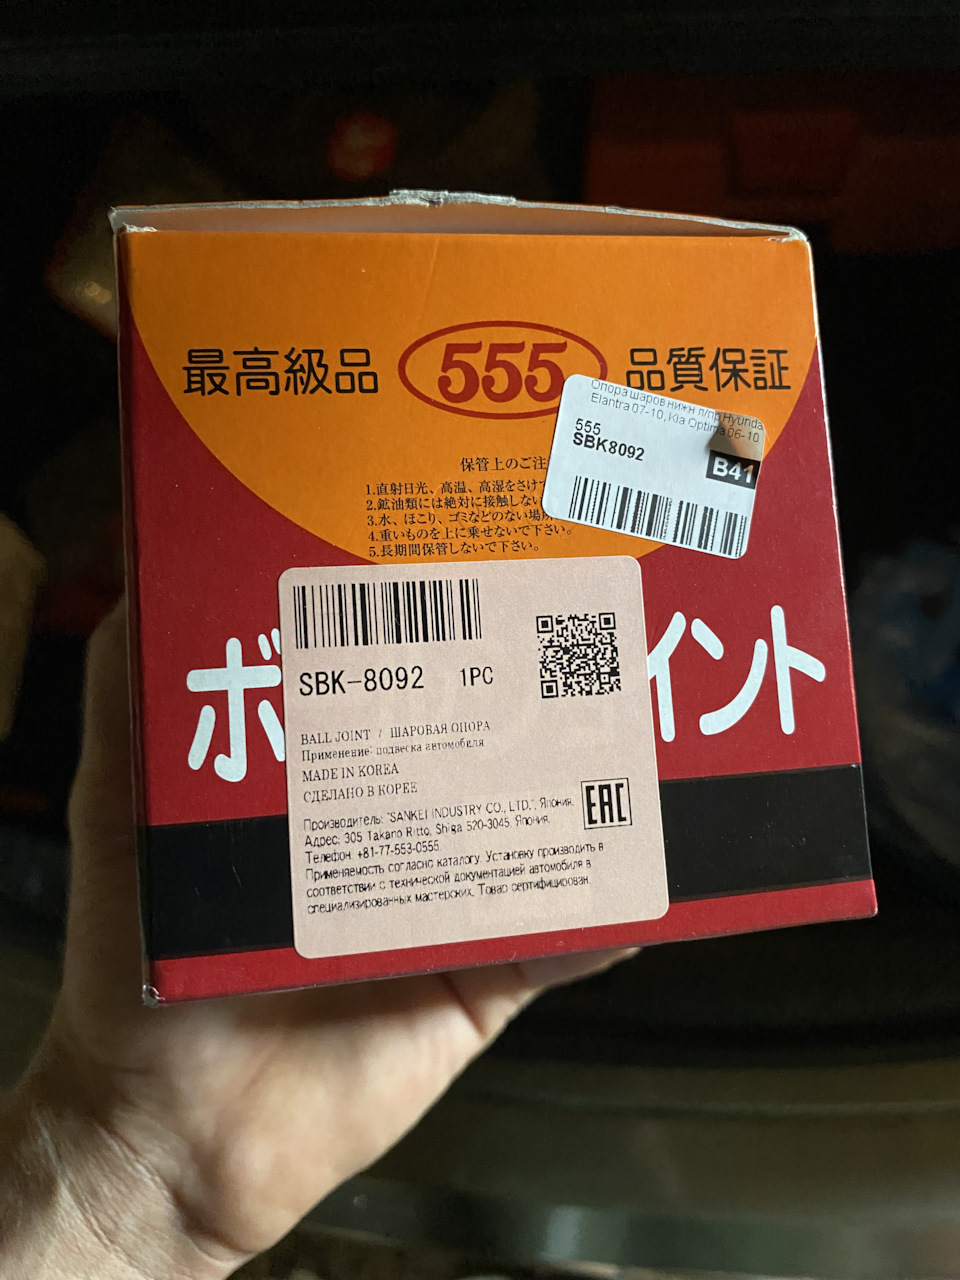 最高級品
555
品質保証
Опора шаров нижн л/пр Hyundai
Elantra 07-10, Kia Optima 06-10
555
SBK8092
B41
保管上のご注
1.直射日光、高温、高湿をさけて
2.鉱油類には絶対に接触しない
3.水、ほこり、ゴミなどのない場所
4.重いものを上に乗せないで下さい。
5.長期間保管しないで下さい。
ボ
イント
SBK-8092 1PC
BALL JOINT / ШАРОВАЯ ОПОРА
Применение: подвеска автомобиля
MADE IN KOREA
СДЕЛАНО В КОРЕЕ
EAC
Производитель: "SANKEI INDUSTRY CO., LTD.", Япония.
Адрес: 305 Takano Ritto, Shiga 520-3045, Япония.
Телефон: +81-77-553-0555.
Применяемость согласно каталогу. Установку производить в
соответствии с технической документацией автомобиля в
специализированных мастерских. Товар сертифицирован.